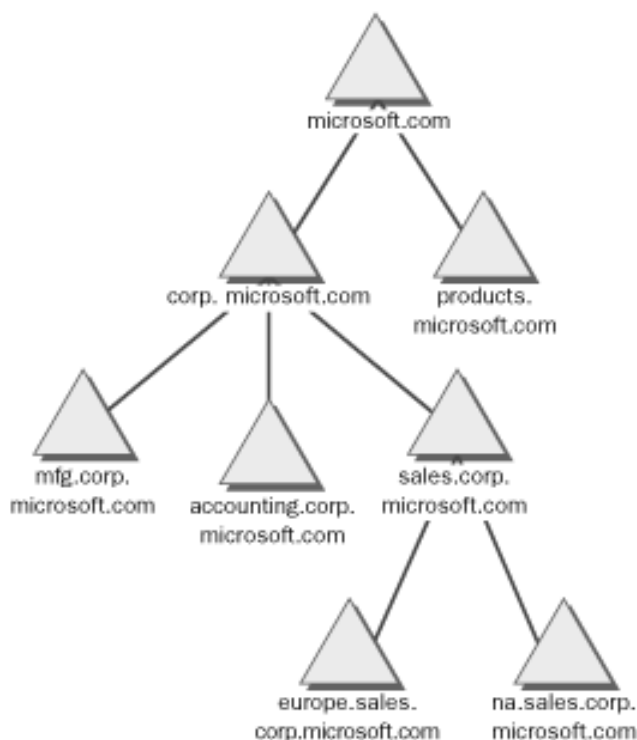 microsoft.com
corp. microsoft.com
products.
microsoft.com
mfg.corp.
microsoft.com
accounting.corp.
microsoft.com
sales.corp.
microsoft.com
europe.sales.
corp.microsoft.com
na.sales.corp.
microsoft.com